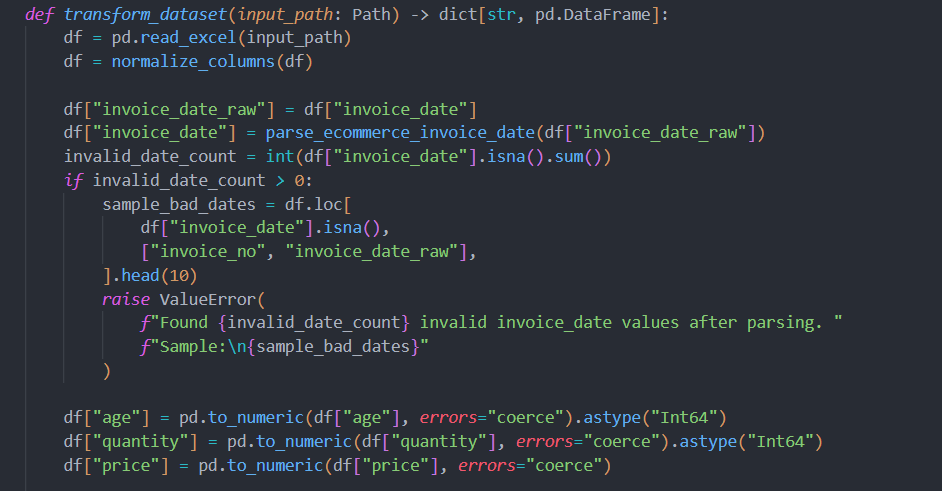 def transform_dataset(input_path: Path) -> dict[str, pd.DataFrame]:
    df = pd.read_excel(input_path)
    df = normalize_columns(df)

    df["invoice_date_raw"] = df["invoice_date"]
    df["invoice_date"] = parse_ecommerce_invoice_date(df["invoice_date_raw"])
    invalid_date_count = int(df["invoice_date"].isna().sum())
    if invalid_date_count > 0:
        sample_bad_dates = df.loc[
            df["invoice_date"].isna(),
            ["invoice_no", "invoice_date_raw"],
        ].head(10)
        raise ValueError(
            f"Found {invalid_date_count} invalid invoice_date values after parsing. "
            f"Sample:\n{sample_bad_dates}"
        )

    df["age"] = pd.to_numeric(df["age"], errors="coerce").astype("Int64")
    df["quantity"] = pd.to_numeric(df["quantity"], errors="coerce").astype("Int64")
    df["price"] = pd.to_numeric(df["price"], errors="coerce")